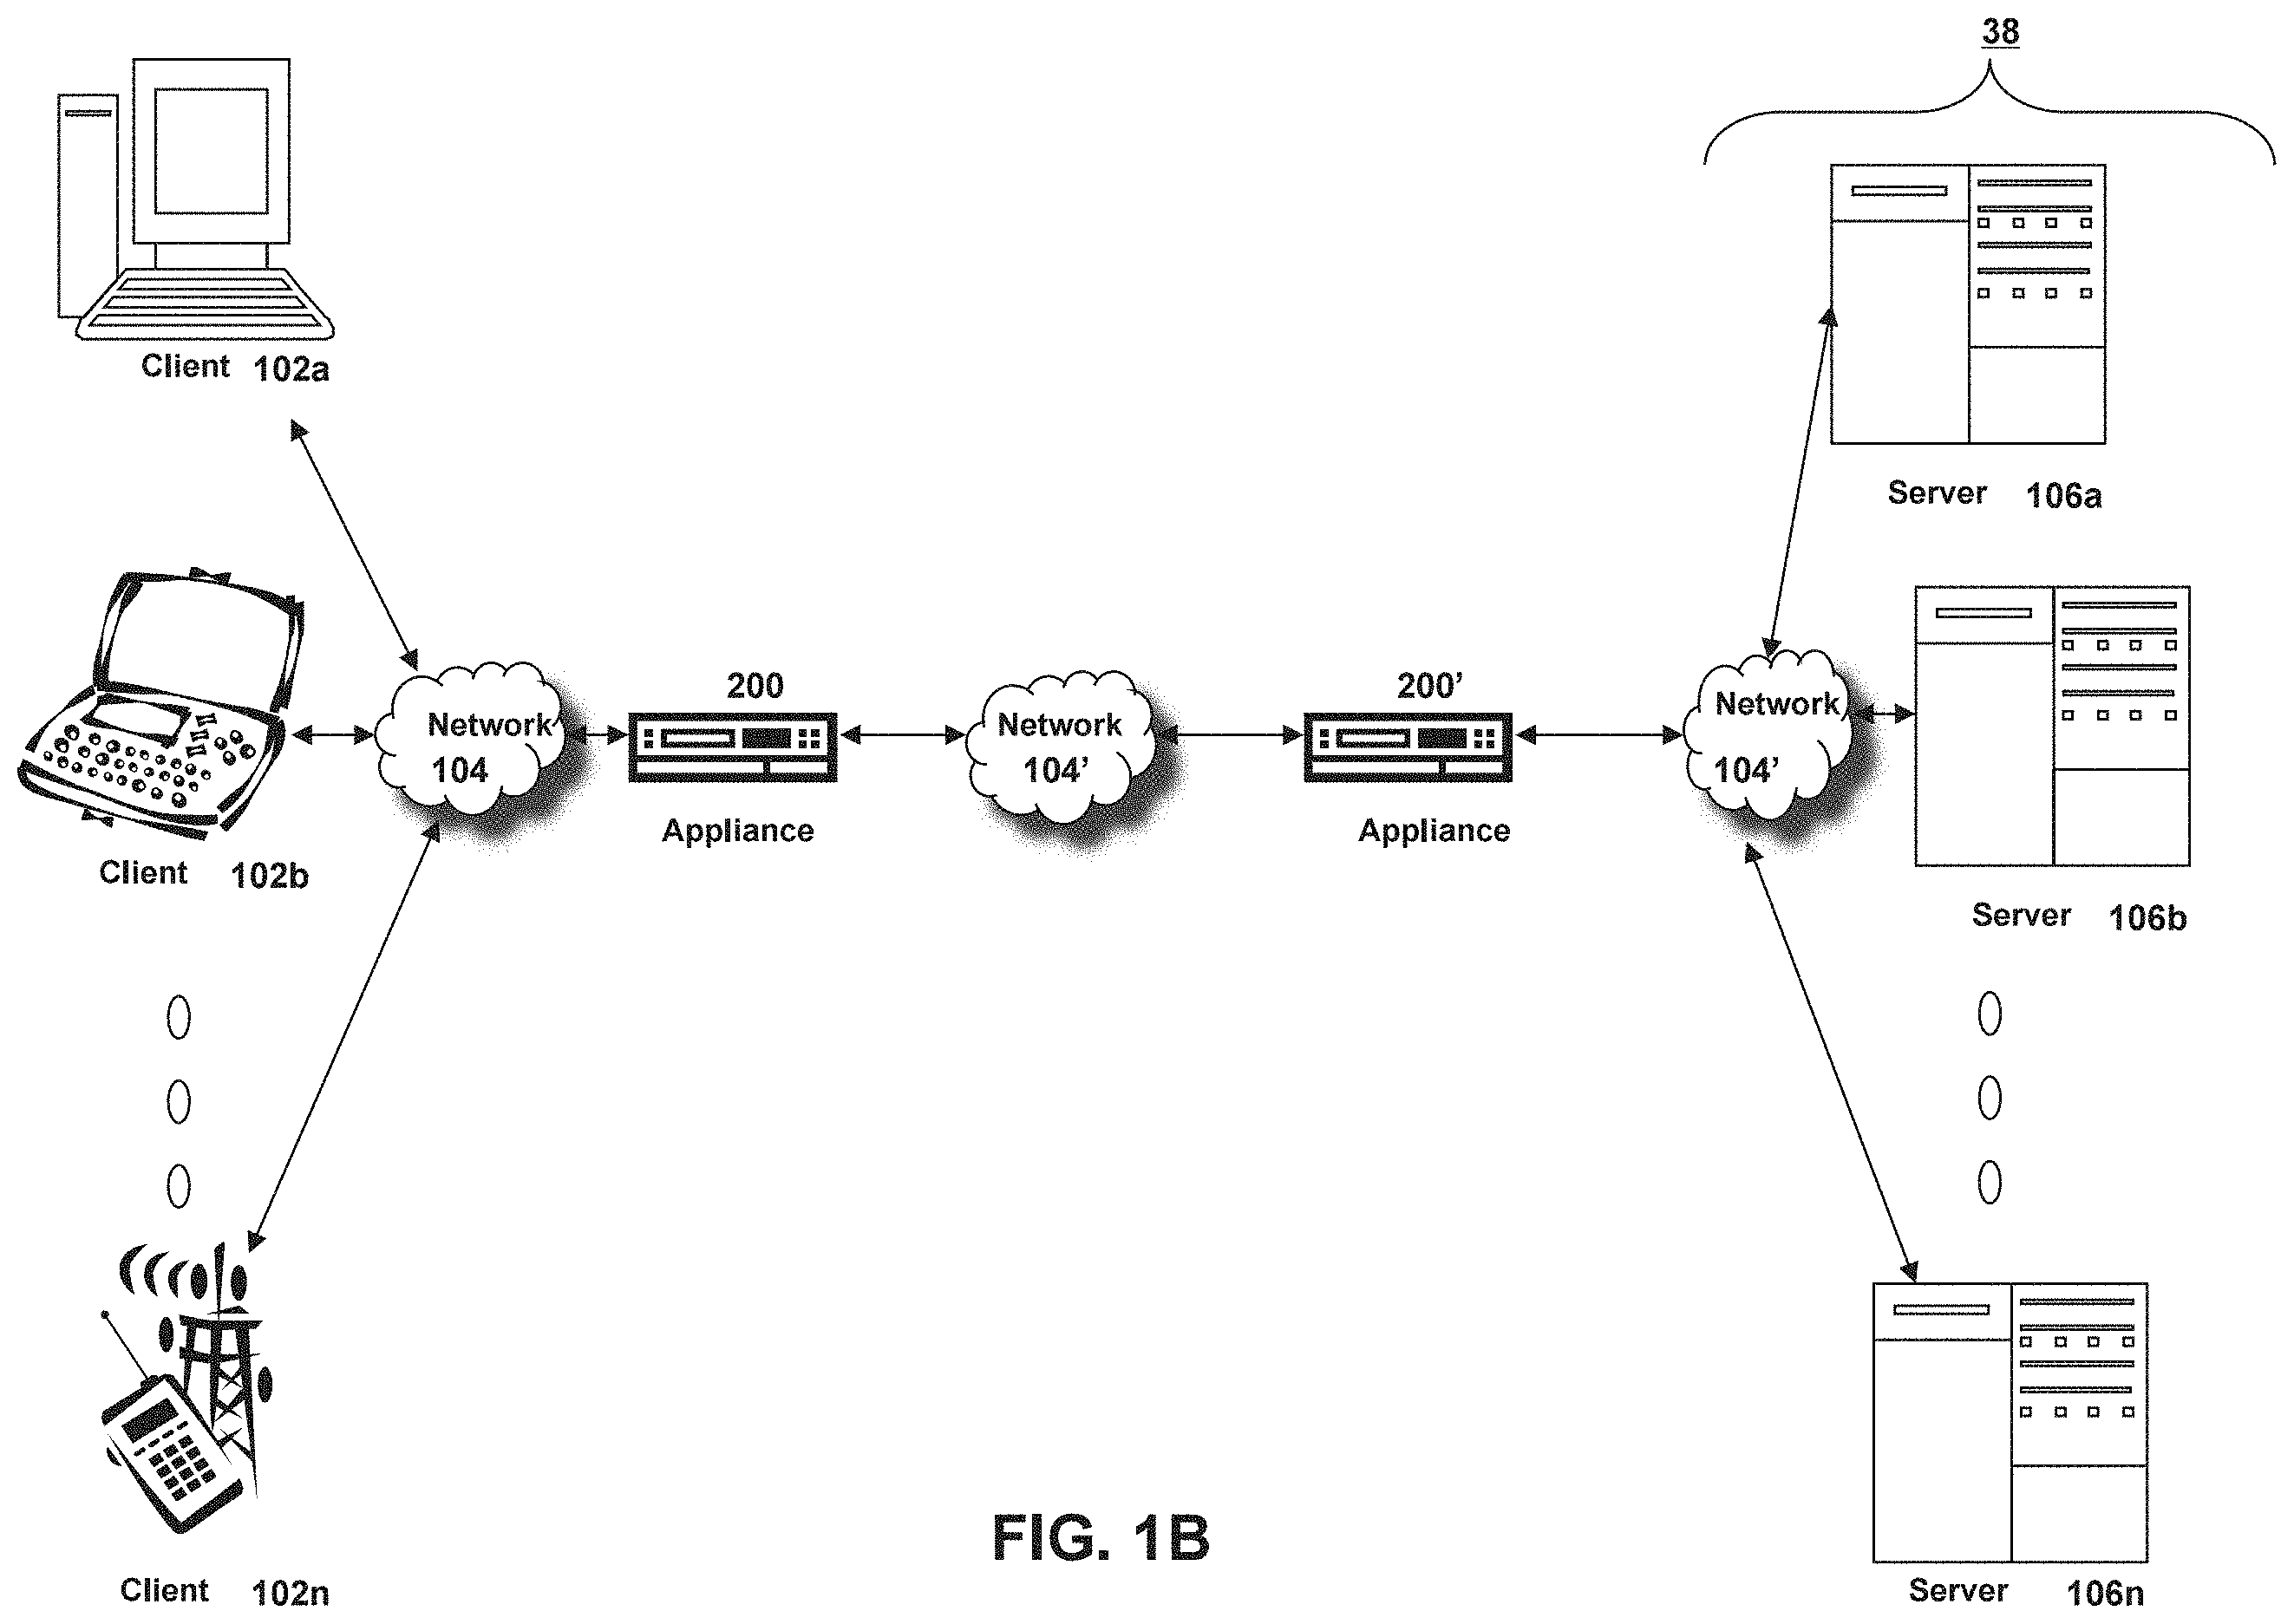 38
Client 102a
Server 106a
200
200’
Network
104
Network
104’
Network
104’
Appliance
Appliance
Client 102b
Server 106b
FIG. 1B
Client 102n
Server 106n